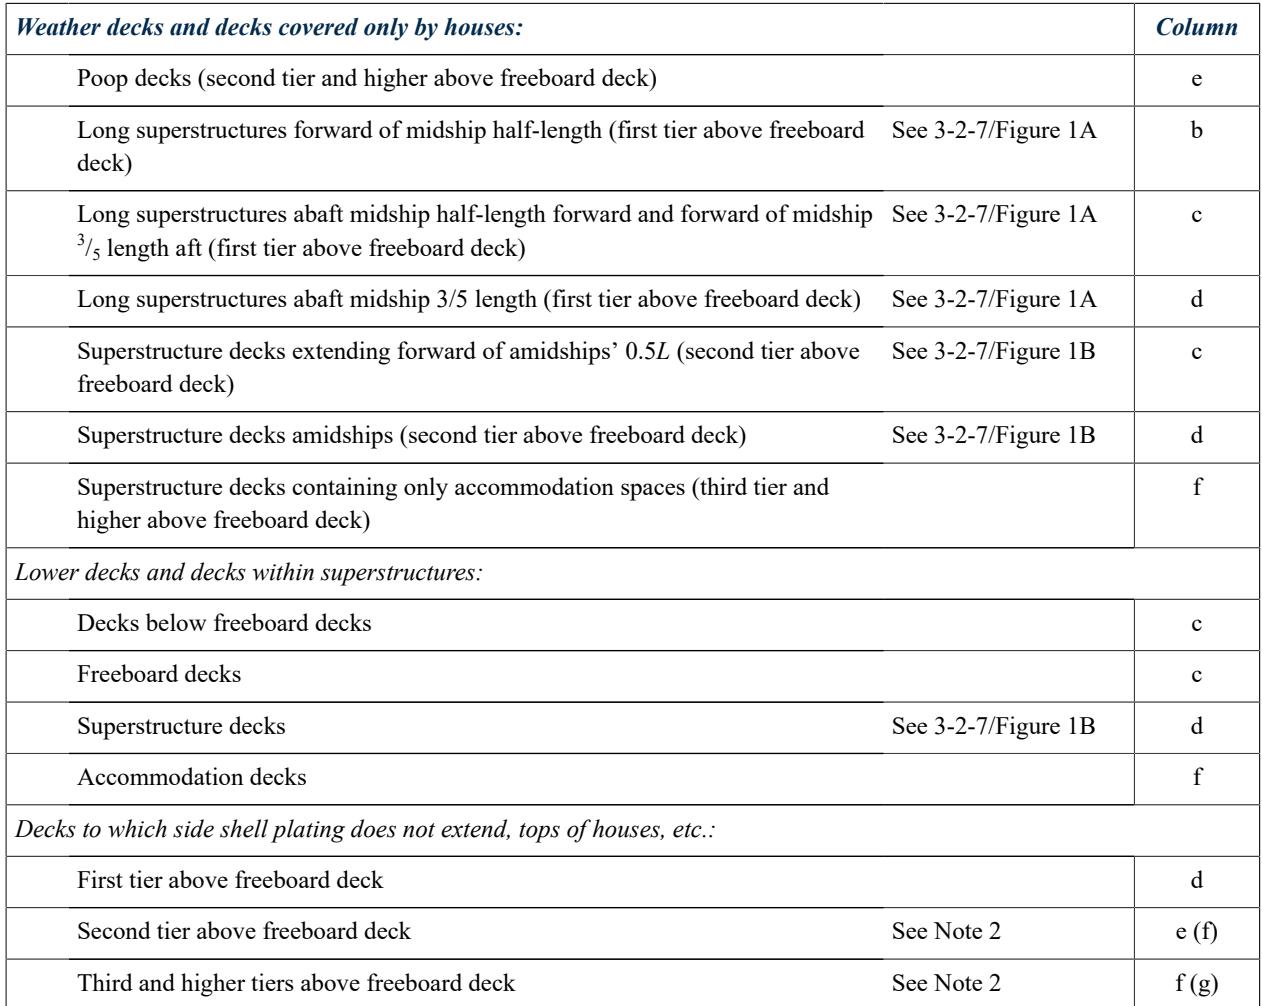 Weather decks and decks covered only by houses: Column
Poop decks (second tier and higher above freeboard deck) e
Long superstructures forward of midship half-length (first tier above freeboard See 3-2-7/Figure 1A b
deck)
Long superstructures abaft midship half-length forward and forward of midship See 3-2-7/Figure 1A c
3/5 length aft (first tier above freeboard deck)
Long superstructures abaft midship 3/5 length (first tier above freeboard deck) See 3-2-7/Figure 1A d
Superstructure decks extending forward of amidships’ 0.5L (second tier above See 3-2-7/Figure 1B c
freeboard deck)
Superstructure decks amidships (second tier above freeboard deck) See 3-2-7/Figure 1B d
Superstructure decks containing only accommodation spaces (third tier and f
higher above freeboard deck)
Lower decks and decks within superstructures:
Decks below freeboard decks c
Freeboard decks c
Superstructure decks See 3-2-7/Figure 1B d
Accommodation decks f
Decks to which side shell plating does not extend, tops of houses, etc.:
First tier above freeboard deck d
Second tier above freeboard deck See Note 2 e (f)
Third and higher tiers above freeboard deck See Note 2 f (g)